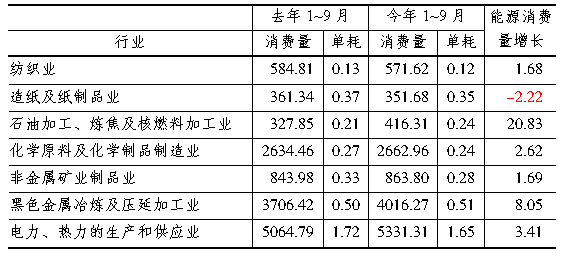 去年 1~9 月 今年 1~9 月 能源消费
行业 消费量 单耗 消费量 单耗 量增长
纺织业 584.81 0.13 571.62 0.12 1.68
造纸及纸制品业 361.34 0.37 351.68 0.35 -2.22
石油加工、炼焦及核燃料加工业 327.85 0.21 416.31 0.24 20.83
化学原料及化学制品制造业 2634.46 0.27 2662.96 0.24 2.62
非金属矿业制品业 843.98 0.33 863.80 0.28 1.69
黑色金属冶炼及压延加工业 3706.42 0.50 4016.27 0.51 8.05
电力、热力的生产和供应业 5064.79 1.72 5331.31 1.65 3.41